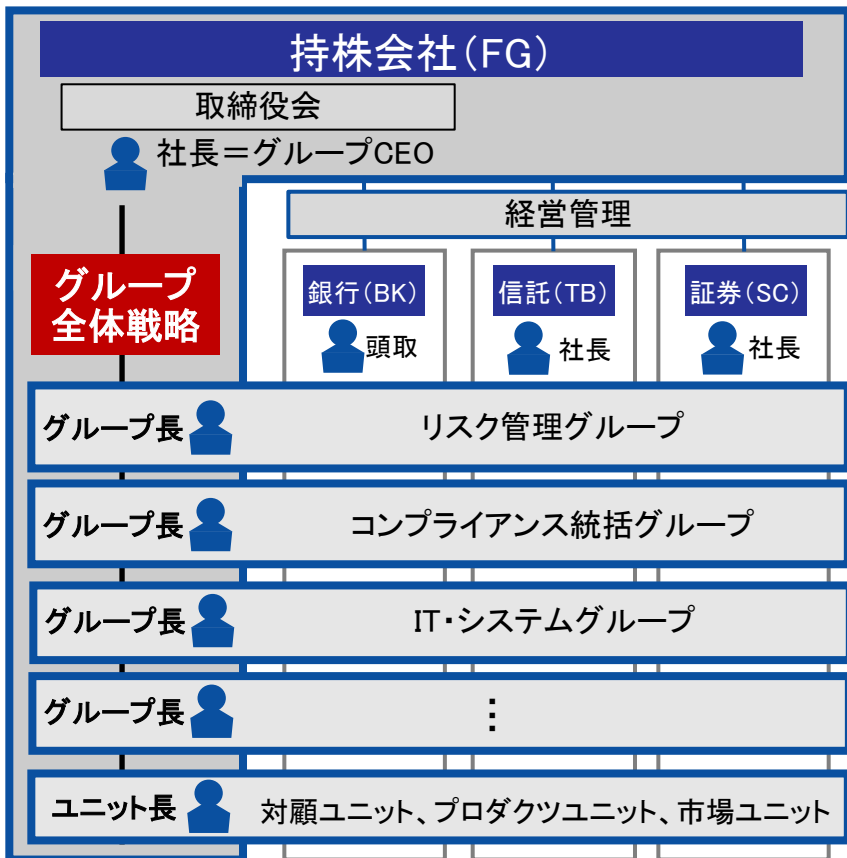 持株会社(FG)
取締役会
社長=グループCEO
経営管理
グループ
全体戦略
銀行(BK)
頭取
信託(TB)
社長
証券(SC)
社長
グループ長
リスク管理グループ
グループ長
コンプライアンス統括グループ
グループ長
IT・システムグループ
グループ長
⋮
ユニット長
対顧ユニット、プロダクツユニット、市場ユニット